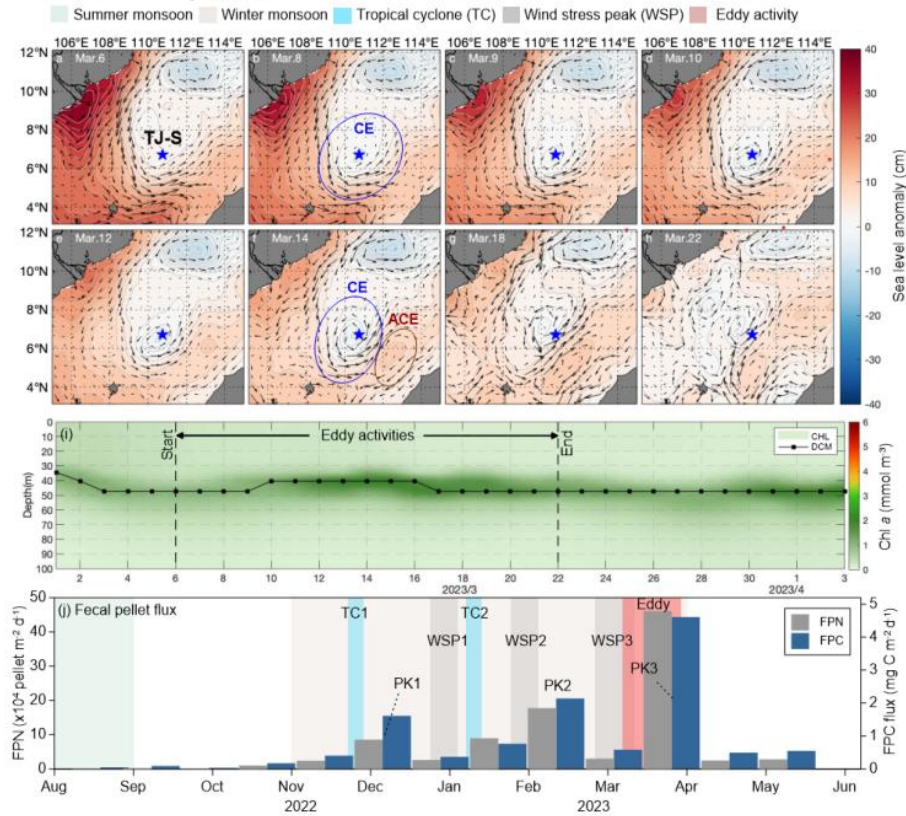 Summer monsoon Winter monsoon Tropical cyclone (TC) Wind stress peak (WSP) Eddy activity
106°E 108°E 110°E 112°E 114°E 106°E 108°E 110°E 112°E 114°E 106°E 108°E 110°E 112°E 114°E 106°E 108°E 110°E 112°E 114°E
12°N
10°N
8°N
6°N
4°N
a Mar.6
TJ-S
b Mar.8
CE
c Mar.9
d Mar.10
12°N
10°N
8°N
6°N
4°N
e Mar.12
f Mar.14
CE
ACE
g Mar.18
h Mar.22
40
30
20
10
0
-10
-20
-30
-40
Sea level anomaly (cm)
(i)
Start
Eddy activities
End
CHL
DCM
0
10
20
30
40
50
60
70
80
90
100
Depth(m)
2 4 6 8 10 12 14 16 18 20 22 24 26 28 30 3
2023/3 2023/4
6
5
4
3
2
1
0
Chl a (mmol m⁻³)
(j) Fecal pellet flux
TC1
WSP1
TC2
WSP2
WSP3
Eddy
PK1
PK2
PK3
FPN
FPC
50
40
30
20
10
0
FPN (x10⁴ pellet m⁻² d⁻¹)
5
4
3
2
1
0
FPC flux (mg C m⁻² d⁻¹)
Aug Sep Oct Nov Dec Jan Feb Mar Apr May Jun
2022 2023